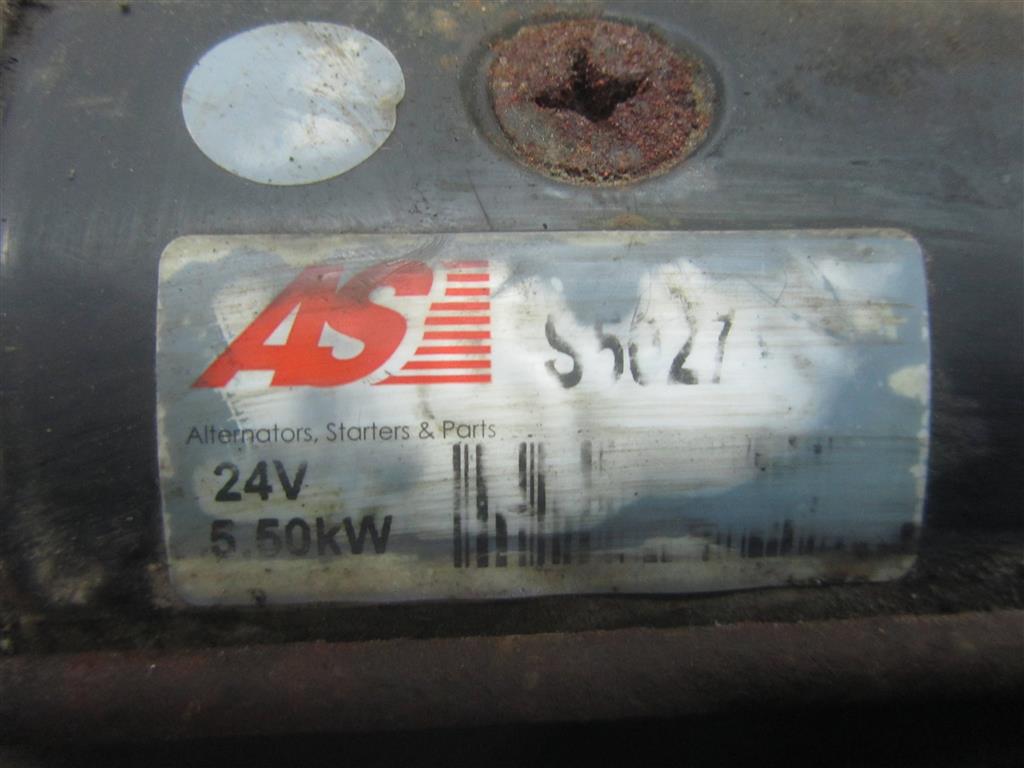 AS
S5027
Alternators, Starters & Parts
24V
5.50kW